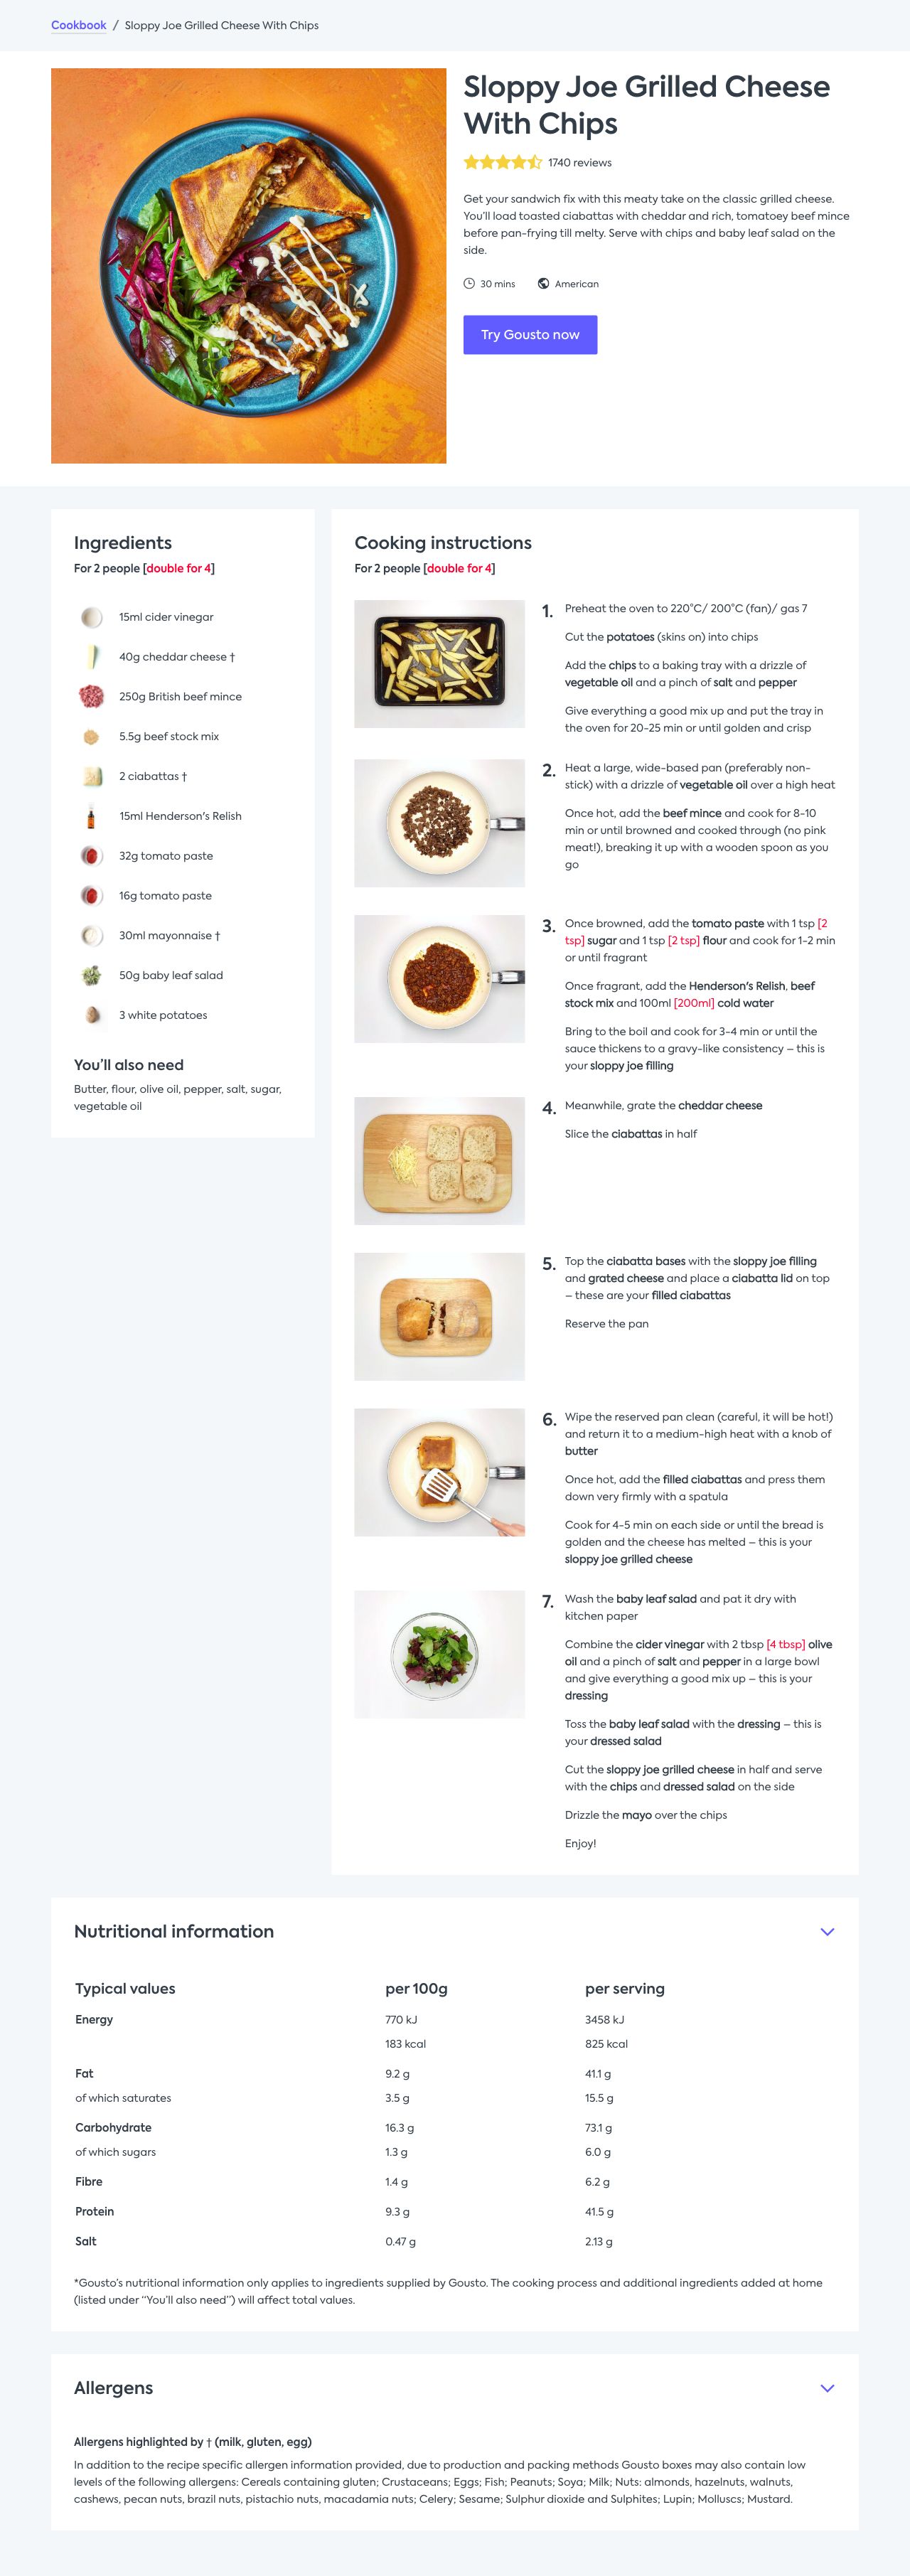 Cookbook / Sloppy Joe Grilled Cheese With Chips
Sloppy Joe Grilled Cheese
With Chips
1740 reviews
Get your sandwich fix with this meaty take on the classic grilled cheese.
You'll load toasted ciabattas with cheddar and rich, tomatoey beef mince
before pan-frying till melty. Serve with chips and baby leaf salad on the
side.
30 mins American
Try Gousto now
Ingredients
For 2 people [double for 4]
15ml cider vinegar
40g cheddar cheese †
250g British beef mince
5.5g beef stock mix
2 ciabattas †
15ml Henderson's Relish
32g tomato paste
16g tomato paste
30ml mayonnaise †
50g baby leaf salad
3 white potatoes
You'll also need
Butter, flour, olive oil, pepper, salt, sugar,
vegetable oil
Cooking instructions
For 2 people [double for 4]
1. Preheat the oven to 220°C/ 200°C (fan)/ gas 7
Cut the potatoes (skins on) into chips
Add the chips to a baking tray with a drizzle of
vegetable oil and a pinch of salt and pepper
Give everything a good mix up and put the tray in
the oven for 20-25 min or until golden and crisp
2. Heat a large, wide-based pan (preferably non-
stick) with a drizzle of vegetable oil over a high heat
Once hot, add the beef mince and cook for 8-10
min or until browned and cooked through (no pink
meat!), breaking it up with a wooden spoon as you
go
3. Once browned, add the tomato paste with 1 tsp [2
tsp] sugar and 1 tsp [2 tsp] flour and cook for 1-2 min
or until fragrant
Once fragrant, add the Henderson's Relish, beef
stock mix and 100ml [200ml] cold water
Bring to the boil and cook for 3-4 min or until the
sauce thickens to a gravy-like consistency – this is
your sloppy joe filling
4. Meanwhile, grate the cheddar cheese
Slice the ciabattas in half
5. Top the ciabatta bases with the sloppy joe filling
and grated cheese and place a ciabatta lid on top
– these are your filled ciabattas
Reserve the pan
6. Wipe the reserved pan clean (careful, it will be hot!)
and return it to a medium-high heat with a knob of
butter
Once hot, add the filled ciabattas and press them
down very firmly with a spatula
Cook for 4-5 min on each side or until the bread is
golden and the cheese has melted – this is your
sloppy joe grilled cheese
7. Wash the baby leaf salad and pat it dry with
kitchen paper
Combine the cider vinegar with 2 tbsp [4 tbsp] olive
oil and a pinch of salt and pepper in a large bowl
and give everything a good mix up – this is your
dressing
Toss the baby leaf salad with the dressing – this is
your dressed salad
Cut the sloppy joe grilled cheese in half and serve
with the chips and dressed salad on the side
Drizzle the mayo over the chips
Enjoy!
Nutritional information
Typical values per 100g per serving
Energy 770 kJ 3458 kJ
183 kcal 825 kcal
Fat 9.2 g 41.1 g
of which saturates 3.5 g 15.5 g
Carbohydrate 16.3 g 73.1 g
of which sugars 1.3 g 6.0 g
Fibre 1.4 g 6.2 g
Protein 9.3 g 41.5 g
Salt 0.47 g 2.13 g
*Gousto's nutritional information only applies to ingredients supplied by Gousto. The cooking process and additional ingredients added at home
(listed under "You'll also need") will affect total values.
Allergens
Allergens highlighted by † (milk, gluten, egg)
In addition to the recipe specific allergen information provided, due to production and packing methods Gousto boxes may also contain low
levels of the following allergens: Cereals containing gluten; Crustaceans; Eggs; Fish; Peanuts; Soya; Milk; Nuts: almonds, hazelnuts, walnuts,
cashews, pecan nuts, brazil nuts, pistachio nuts, macadamia nuts; Celery; Sesame; Sulphur dioxide and Sulphites; Lupin; Molluscs; Mustard.